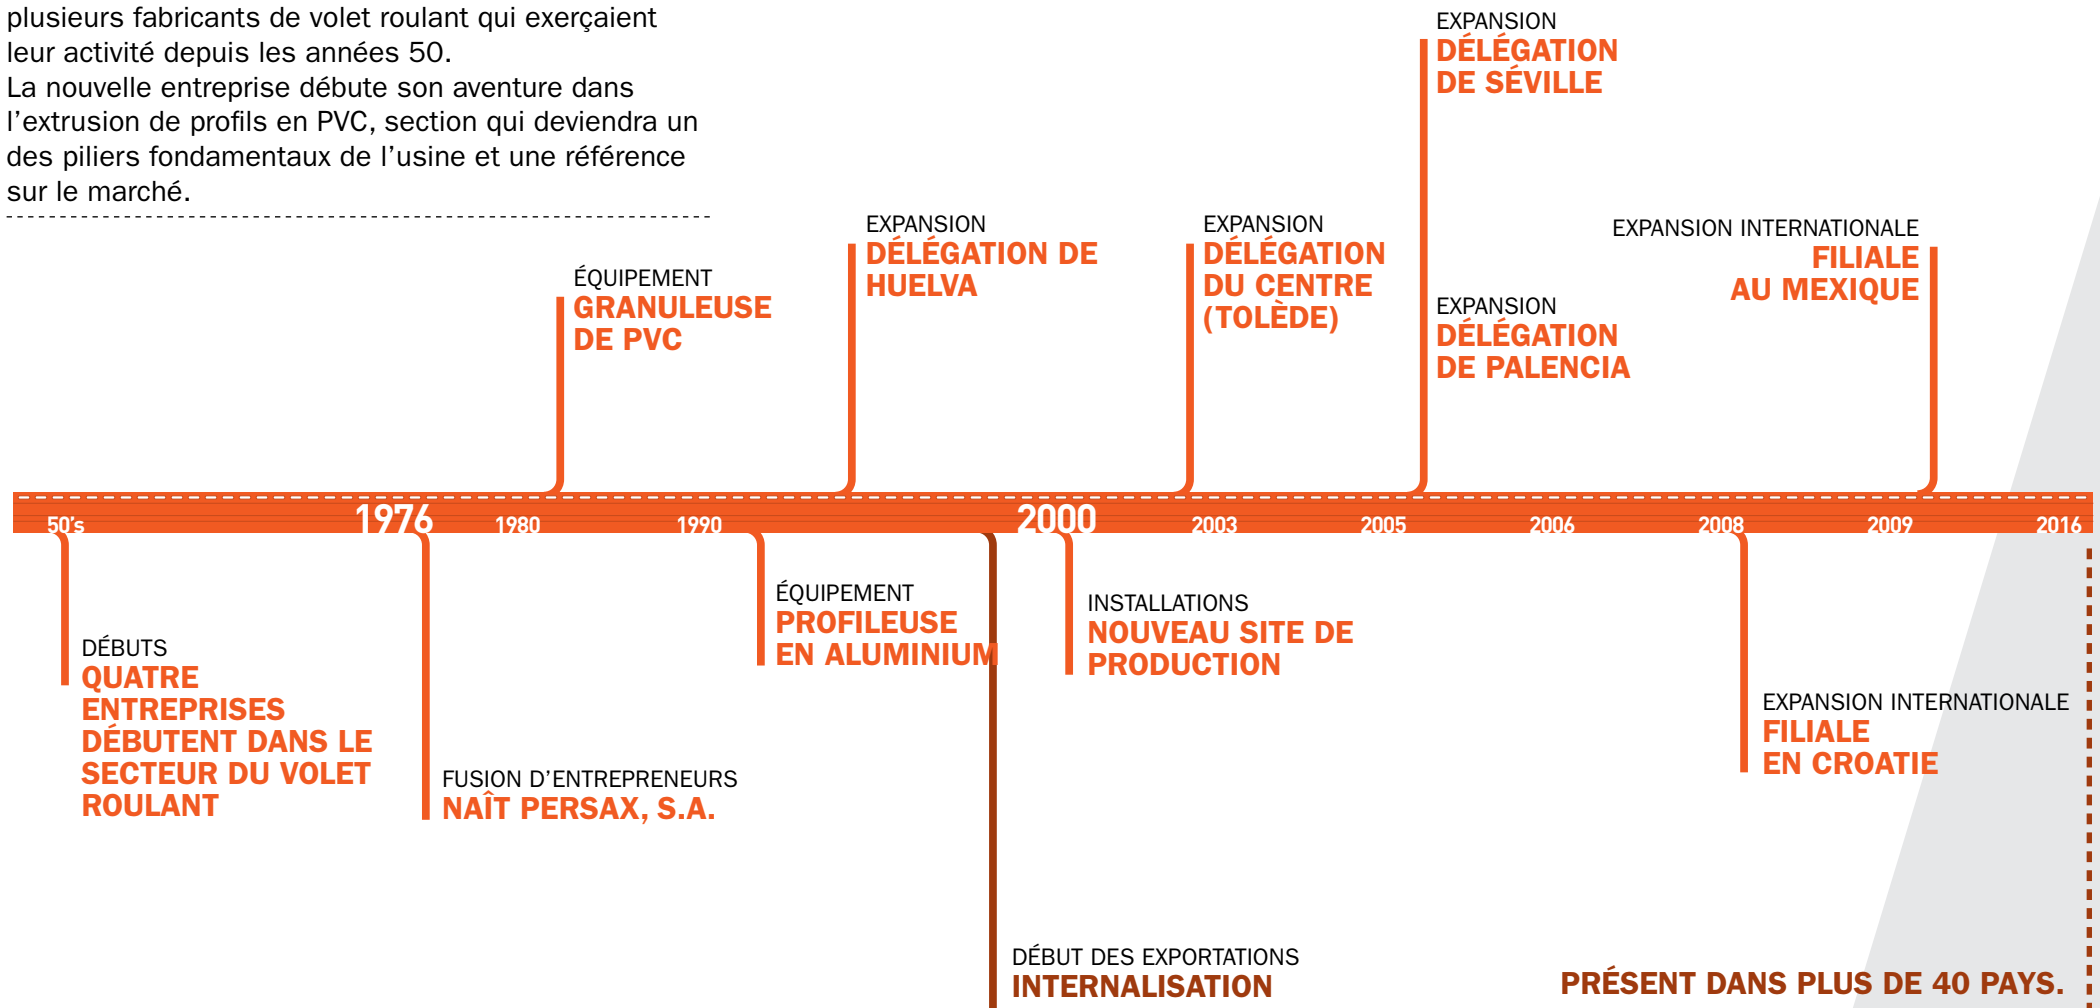 plusieurs fabricants de volet roulant qui exerçaient
leur activité depuis les années 50.
La nouvelle entreprise débute son aventure dans
l’extrusion de profils en PVC, section qui deviendra un
des piliers fondamentaux de l’usine et une référence
sur le marché.
EXPANSION
DÉLÉGATION
DE SÉVILLE
ÉQUIPEMENT
GRANULEUSE
DE PVC
EXPANSION
DÉLÉGATION DE
HUELVA
EXPANSION
DÉLÉGATION
DU CENTRE
(TOLÈDE)
EXPANSION
DÉLÉGATION
DE PALENCIA
EXPANSION INTERNATIONALE
FILIALE
AU MEXIQUE
50's
1976
1980
1990
2000
2003
2005
2006
2008
2009
2016
DÉBUTS
QUATRE
ENTREPRISES
DÉBUTENT DANS LE
SECTEUR DU VOLET
ROULANT
FUSION D’ENTREPRENEURS
NAÎT PERSAX, S.A.
ÉQUIPEMENT
PROFILEUSE
EN ALUMINIUM
INSTALLATIONS
NOUVEAU SITE DE
PRODUCTION
EXPANSION INTERNATIONALE
FILIALE
EN CROATIE
DÉBUT DES EXPORTATIONS
INTERNALISATION
PRÉSENT DANS PLUS DE 40 PAYS.